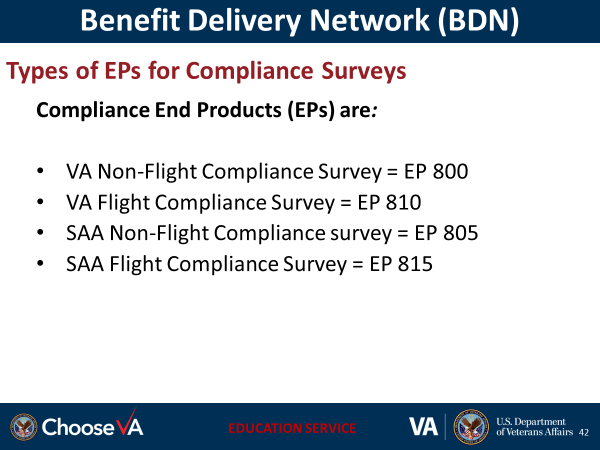 Benefit Delivery Network (BDN)
Types of EPs for Compliance Surveys
Compliance End Products (EPs) are:
• VA Non-Flight Compliance Survey = EP 800
• VA Flight Compliance Survey = EP 810
• SAA Non-Flight Compliance survey = EP 805
• SAA Flight Compliance Survey = EP 815
ChooseVA
EDUCATION SERVICE
VA
U.S. Department
of Veterans Affairs
42